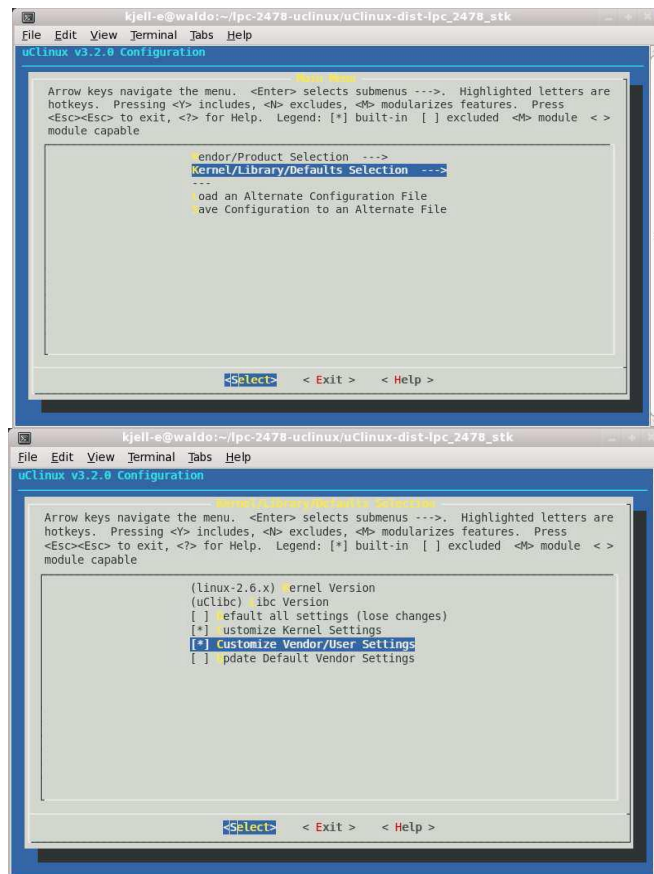 kjell-e@waldo:~/lpc-2478-uclinux/uClinux-dist-lpc_2478_stk
File Edit View Terminal Tabs Help
uClinux v3.2.0 Configuration
Main Menu
Arrow keys navigate the menu. <Enter> selects submenus --->. Highlighted letters are
hotkeys. Pressing <Y> includes, <N> excludes, <M> modularizes features. Press
<Esc><Esc> to exit, <?> for Help. Legend: [*] built-in [ ] excluded <M> module < >
module capable
Vendor/Product Selection --->
Kernel/Library/Defaults Selection --->
---
Load an Alternate Configuration File
Save Configuration to an Alternate File
<Select> < Exit > < Help >
kjell-e@waldo:~/lpc-2478-uclinux/uClinux-dist-lpc_2478_stk
File Edit View Terminal Tabs Help
uClinux v3.2.0 Configuration
Kernel/Library/Defaults Selection
Arrow keys navigate the menu. <Enter> selects submenus --->. Highlighted letters are
hotkeys. Pressing <Y> includes, <N> excludes, <M> modularizes features. Press
<Esc><Esc> to exit, <?> for Help. Legend: [*] built-in [ ] excluded <M> module < >
module capable
(linux-2.6.x) Kernel Version
(uClibc) Libc Version
[ ] Default all settings (lose changes)
[*] Customize Kernel Settings
[*] Customize Vendor/User Settings
[ ] Update Default Vendor Settings
<Select> < Exit > < Help >